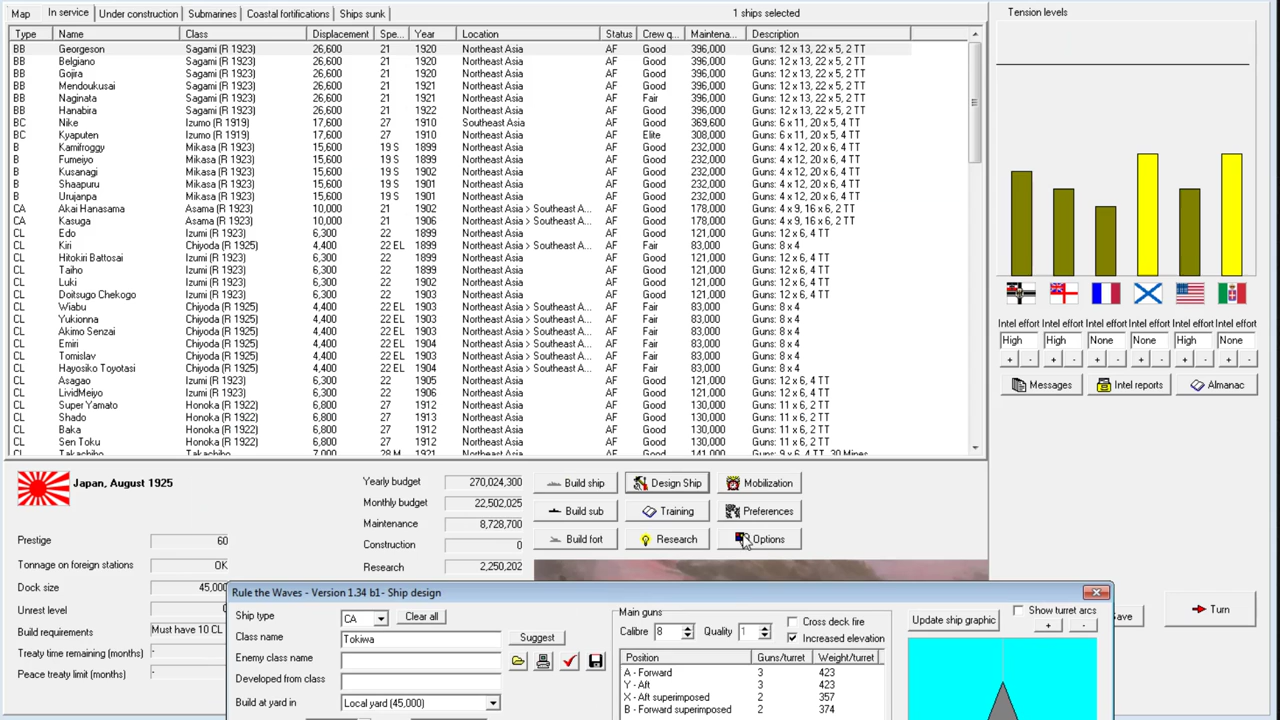 Map In service Under construction Submarines Coastal fortifications Ships sunk 1 ships selected Tension levels
Type Name Class Displacement Spe... Year Location Status Crew q... Maintena... Description
BB Georgeson Sagami (R 1923) 26,600 21 1920 Northeast Asia AF Good 396,000 Guns: 12 x 13, 22 x 5, 2 TT
BB Belgiano Sagami (R 1923) 26,600 21 1920 Northeast Asia AF Good 396,000 Guns: 12 x 13, 22 x 5, 2 TT
BB Gojira Sagami (R 1923) 26,600 21 1920 Northeast Asia AF Good 396,000 Guns: 12 x 13, 22 x 5, 2 TT
BB Mendoukusai Sagami (R 1923) 26,600 21 1921 Northeast Asia AF Good 396,000 Guns: 12 x 13, 22 x 5, 2 TT
BB Naginata Sagami (R 1923) 26,600 21 1921 Northeast Asia AF Fair 396,000 Guns: 12 x 13, 22 x 5, 2 TT
BB Hanabira Sagami (R 1923) 26,600 21 1922 Northeast Asia AF Good 396,000 Guns: 12 x 13, 22 x 5, 2 TT
BC Nike Izumo (R 1919) 17,600 27 1910 Southeast Asia AF Good 369,600 Guns: 6 x 11, 20 x 5, 4 TT
BC Kyaputen Izumo (R 1919) 17,600 27 1910 Northeast Asia AF Elite 308,000 Guns: 6 x 11, 20 x 5, 4 TT
B Kamifroggy Mikasa (R 1923) 15,600 19 S 1899 Northeast Asia AF Good 232,000 Guns: 4 x 12, 20 x 6, 4 TT
B Fumeiyo Mikasa (R 1923) 15,600 19 S 1899 Northeast Asia AF Good 232,000 Guns: 4 x 12, 20 x 6, 4 TT
B Kusanagi Mikasa (R 1923) 15,600 19 S 1901 Northeast Asia AF Good 232,000 Guns: 4 x 12, 20 x 6, 4 TT
B Shaapuru Mikasa (R 1923) 15,600 19 S 1901 Northeast Asia AF Good 232,000 Guns: 4 x 12, 20 x 6, 4 TT
B Urujanpa Mikasa (R 1923) 15,600 19 S 1901 Northeast Asia AF Good 232,000 Guns: 4 x 12, 20 x 6, 4 TT
CA Akai Hanasama Asama (R 1923) 10,000 21 1902 Northeast Asia > Southeast A... AF Good 178,000 Guns: 4 x 9, 16 x 6, 2 TT
CA Kasuga Asama (R 1923) 10,000 21 1906 Northeast Asia > Southeast A... AF Good 178,000 Guns: 4 x 9, 16 x 6, 2 TT
CL Edo Izumi (R 1923) 6,300 22 1899 Northeast Asia AF Good 121,000 Guns: 12 x 6, 4 TT
CL Kiri Chiyoda (R 1925) 4,400 22 EL 1899 Northeast Asia > Southeast A... AF Fair 83,000 Guns: 8 x 4
CL Hitokiri Battosai Izumi (R 1923) 6,300 22 1899 Northeast Asia AF Good 121,000 Guns: 12 x 6, 4 TT
CL Taiho Izumi (R 1923) 6,300 22 1899 Northeast Asia AF Good 121,000 Guns: 12 x 6, 4 TT
CL Luki Izumi (R 1923) 6,300 22 1902 Northeast Asia AF Good 121,000 Guns: 12 x 6, 4 TT
CL Doitsugo Chekogo Izumi (R 1923) 6,300 22 1902 Northeast Asia AF Good 121,000 Guns: 12 x 6, 4 TT
CL Wiabu Chiyoda (R 1925) 4,400 22 EL 1903 Northeast Asia > Southeast A... AF Fair 83,000 Guns: 8 x 4
CL Yukionna Chiyoda (R 1925) 4,400 22 EL 1903 Northeast Asia > Southeast A... AF Fair 83,000 Guns: 8 x 4
CL Akimo Senzai Chiyoda (R 1925) 4,400 22 EL 1903 Northeast Asia > Southeast A... AF Fair 83,000 Guns: 8 x 4
CL Emiri Chiyoda (R 1925) 4,400 22 EL 1904 Northeast Asia > Southeast A... AF Fair 83,000 Guns: 8 x 4
CL Tomislav Chiyoda (R 1925) 4,400 22 EL 1904 Northeast Asia > Southeast A... AF Fair 83,000 Guns: 8 x 4
CL Hayosiko Toyotasi Chiyoda (R 1925) 4,400 22 EL 1904 Northeast Asia > Southeast A... AF Fair 83,000 Guns: 8 x 4
CL Asagao Izumi (R 1923) 6,300 22 1905 Northeast Asia AF Good 121,000 Guns: 12 x 6, 4 TT
CL LividMeiyo Izumi (R 1923) 6,300 22 1906 Northeast Asia AF Good 121,000 Guns: 12 x 6, 4 TT
CL Super Yamato Honoka (R 1922) 6,800 27 1912 Northeast Asia AF Good 130,000 Guns: 11 x 6, 2 TT
CL Shado Honoka (R 1922) 6,800 27 1913 Northeast Asia AF Good 130,000 Guns: 11 x 6, 2 TT
CL Baka Honoka (R 1922) 6,800 27 1912 Northeast Asia AF Good 130,000 Guns: 11 x 6, 2 TT
CL Sen Toku Honoka (R 1922) 6,800 27 1912 Northeast Asia AF Good 130,000 Guns: 11 x 6, 2 TT
CL Takachiho Takachiho 7,000 28 M 1921 Northeast Asia AF Good 141,000 Guns: 9 x 6, 4 TT, 30 Mines
Intel effort Intel effort Intel effort Intel effort Intel effort Intel effort
High High None None High None
+ - + - + - + - + - + -
Messages Intel reports Almanac
Japan, August 1925
Prestige 60
Tonnage on foreign stations OK
Dock size 45,000
Unrest level
Build requirements Must have 10 CL
Treaty time remaining (months) -
Peace treaty limit (months) -
Yearly budget 270,024,300
Monthly budget 22,502,025
Maintenance 8,728,700
Construction 0
Research 2,250,202
Build ship Design Ship Mobilization
Build sub Training Preferences
Build fort Research Options
ave Turn
Rule the Waves - Version 1.34 b1- Ship design
Ship type CA Clear all
Class name Tokiwa Suggest
Enemy class name
Developed from class
Build at yard in Local yard (45,000)
Main guns
Calibre 8 Quality 1
Cross deck fire
Increased elevation
Position Guns/turret Weight/turret
A - Forward 3 423
Y - Aft 3 423
X - Aft superimposed 2 357
B - Forward superimposed 2 374
Update ship graphic
Show turret arcs
+ -